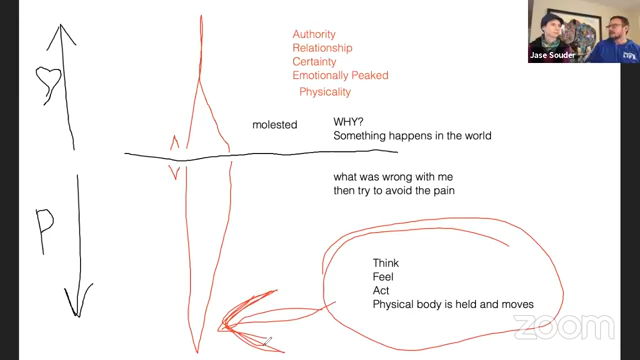 Jase Souder
Authority
Relationship
Certainty
Emotionally Peaked
Physicality
molested
WHY?
Something happens in the world
what was wrong with me
then try to avoid the pain
P
Think
Feel
Act
Physical body is held and moves
zoom